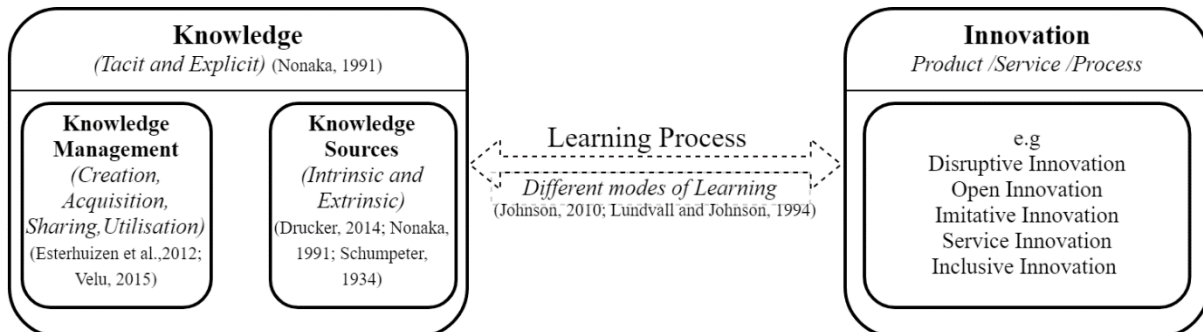 Knowledge
(Tacit and Explicit) (Nonaka, 1991)
Knowledge
Management
(Creation,
Acquisition,
Sharing,Utilisation)
(Esterhuizen et al.,2012;
Velu, 2015)
Knowledge
Sources
(Intrinsic and
Extrinsic)
(Drucker, 2014; Nonaka,
1991; Schumpeter,
1934)
Learning Process
Different modes of Learning
(Johnson, 2010; Lundvall and Johnson, 1994)
Innovation
Product /Service /Process
e.g
Disruptive Innovation
Open Innovation
Imitative Innovation
Service Innovation
Inclusive Innovation